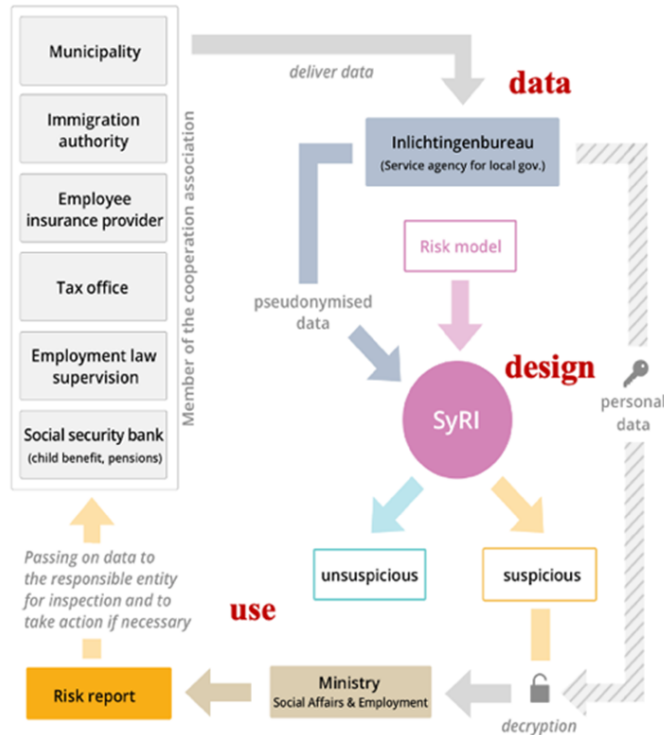 Municipality
Immigration
authority
Employee
insurance provider
Tax office
Employment law
supervision
Social security bank
(child benefit, pensions)
Member of the cooperation association
deliver data
data
Inlichtingenbureau
(Service agency for local gov.)
Risk model
pseudonymised
data
design
SyRI
personal
data
unsuspicious
suspicious
Passing on data to
the responsible entity
for inspection and to
take action if necessary
use
Risk report
Ministry
Social Affairs & Employment
decryption